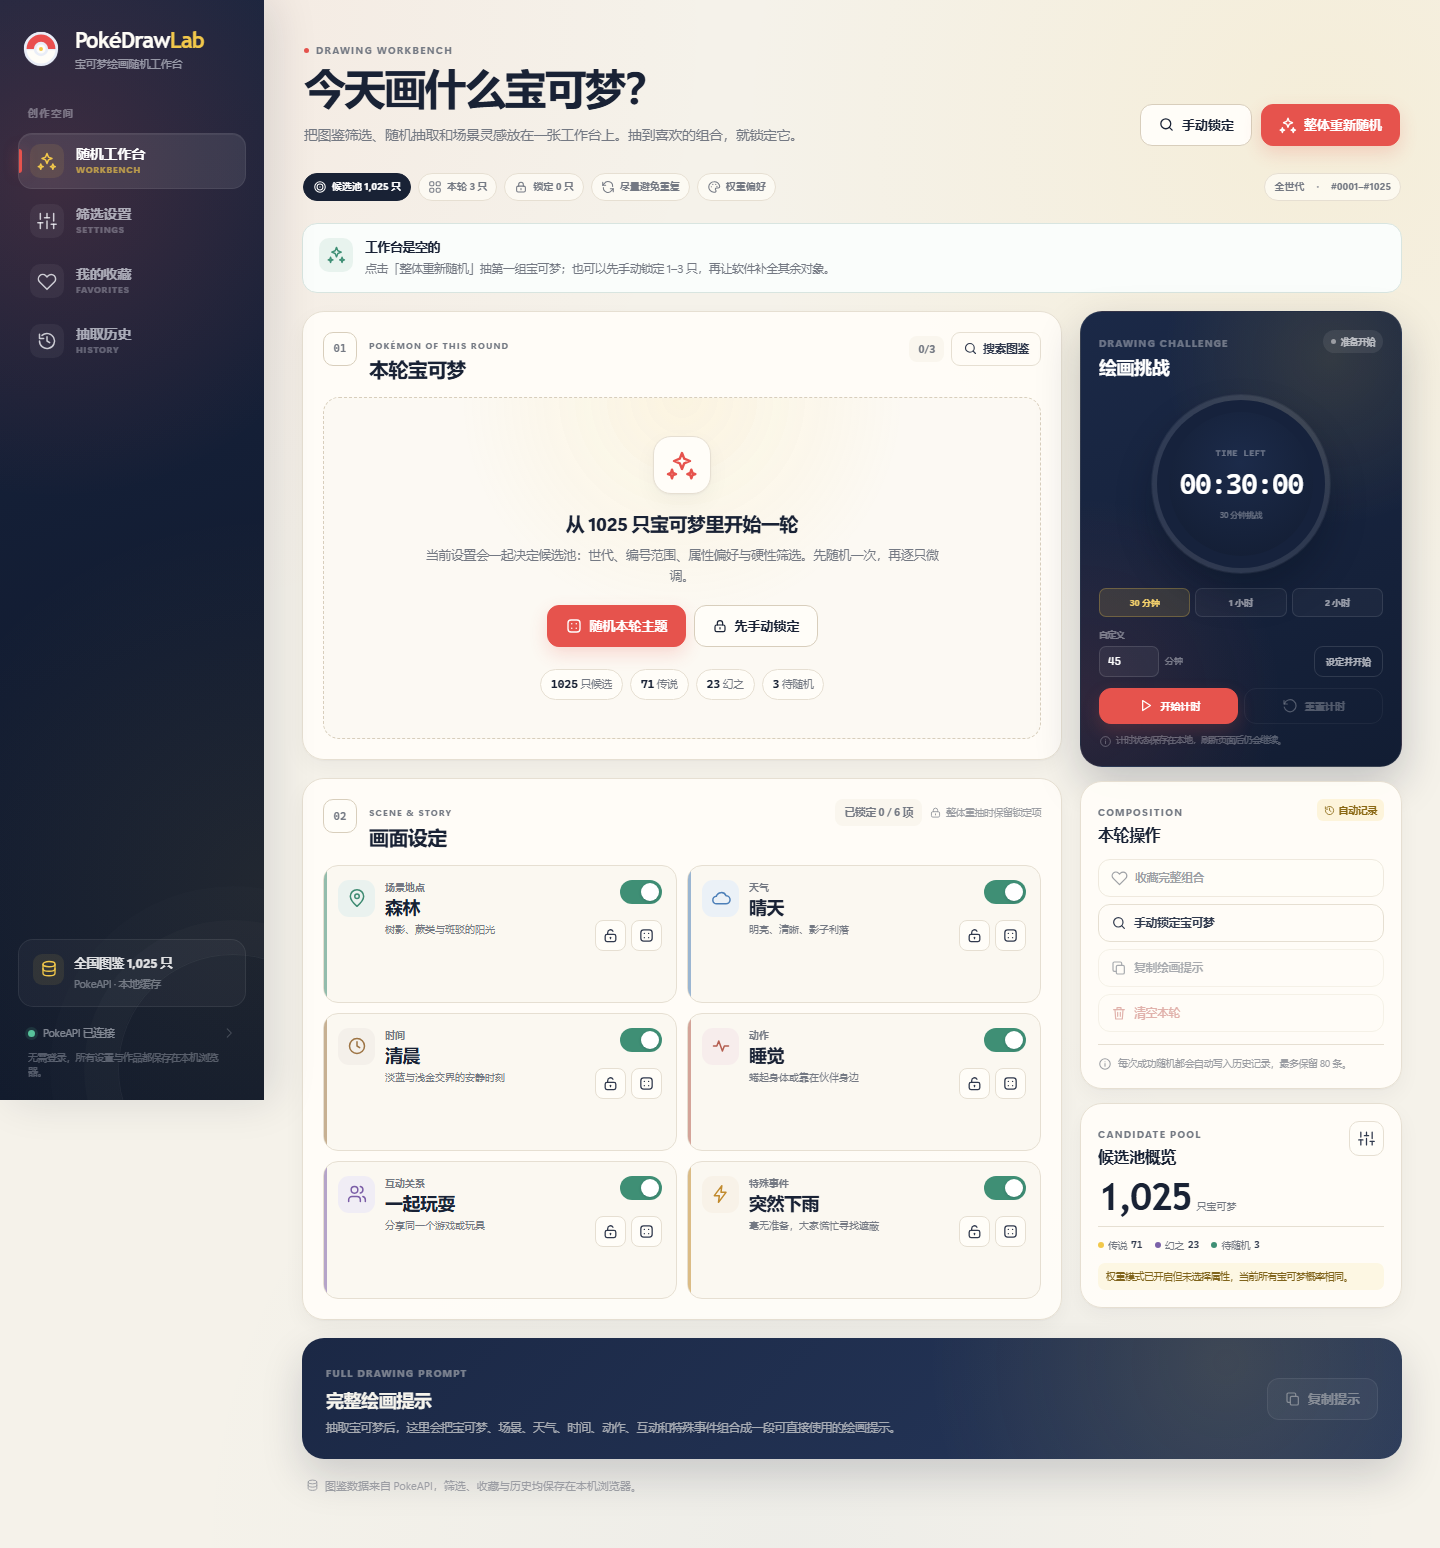 PokéDrawLab
宝可梦绘画随机工作台
创作空间
随机工作台
WORKBENCH
筛选设置
SETTINGS
我的收藏
FAVORITES
抽取历史
HISTORY
全国图鉴 1,025 只
PokeAPI · 本地缓存
PokeAPI 已连接
无需登录，所有设置与作品都保存在本机浏览
器。
DRAWING WORKBENCH
今天画什么宝可梦？
把图鉴筛选、随机抽取和场景灵感放在一张工作台上。抽到喜欢的组合，就锁定它。
手动锁定
整体重新随机
候选池 1,025 只
本轮 3 只
锁定 0 只
尽量避免重复
权重偏好
全世代 · #0001–#1025
工作台是空的
点击「整体重新随机」抽第一组宝可梦；也可以先手动锁定 1–3 只，再让软件补全其余对象。
01
POKÉMON OF THIS ROUND
本轮宝可梦
0/3
搜索图鉴
从 1025 只宝可梦里开始一轮
当前设置会一起决定候选池：世代、编号范围、属性偏好与硬性筛选。先随机一次，再逐只微
调。
随机本轮主题
先手动锁定
1025 只候选
71 传说
23 幻之
3 待随机
DRAWING CHALLENGE
绘画挑战
准备开始
TIME LEFT
00:30:00
30 分钟挑战
30 分钟
1 小时
2 小时
自定义
45
分钟
设定并开始
开始计时
重置计时
计时状态保存在本地，刷新页面后仍会继续。
02
SCENE & STORY
画面设定
已锁定 0 / 6 项
整体重抽时保留锁定项
场景地点
森林
树影、蕨类与斑驳的阳光
天气
晴天
明亮、清晰、影子利落
时间
清晨
淡蓝与浅金交界的安静时刻
动作
睡觉
蜷起身体或靠在伙伴身边
互动关系
一起玩耍
分享同一个游戏或玩具
特殊事件
突然下雨
毫无准备，大家慌忙寻找遮蔽
COMPOSITION
本轮操作
自动记录
收藏完整组合
手动锁定宝可梦
复制绘画提示
清空本轮
每次成功随机都会自动写入历史记录，最多保留 80 条。
CANDIDATE POOL
候选池概览
1,025 只宝可梦
传说 71
幻之 23
待随机 3
权重模式已开启但未选择属性，当前所有宝可梦概率相同。
FULL DRAWING PROMPT
完整绘画提示
抽取宝可梦后，这里会把宝可梦、场景、天气、时间、动作、互动和特殊事件组合成一段可直接使用的绘画提示。
复制提示
图鉴数据来自 PokeAPI，筛选、收藏与历史均保存在本机浏览器。